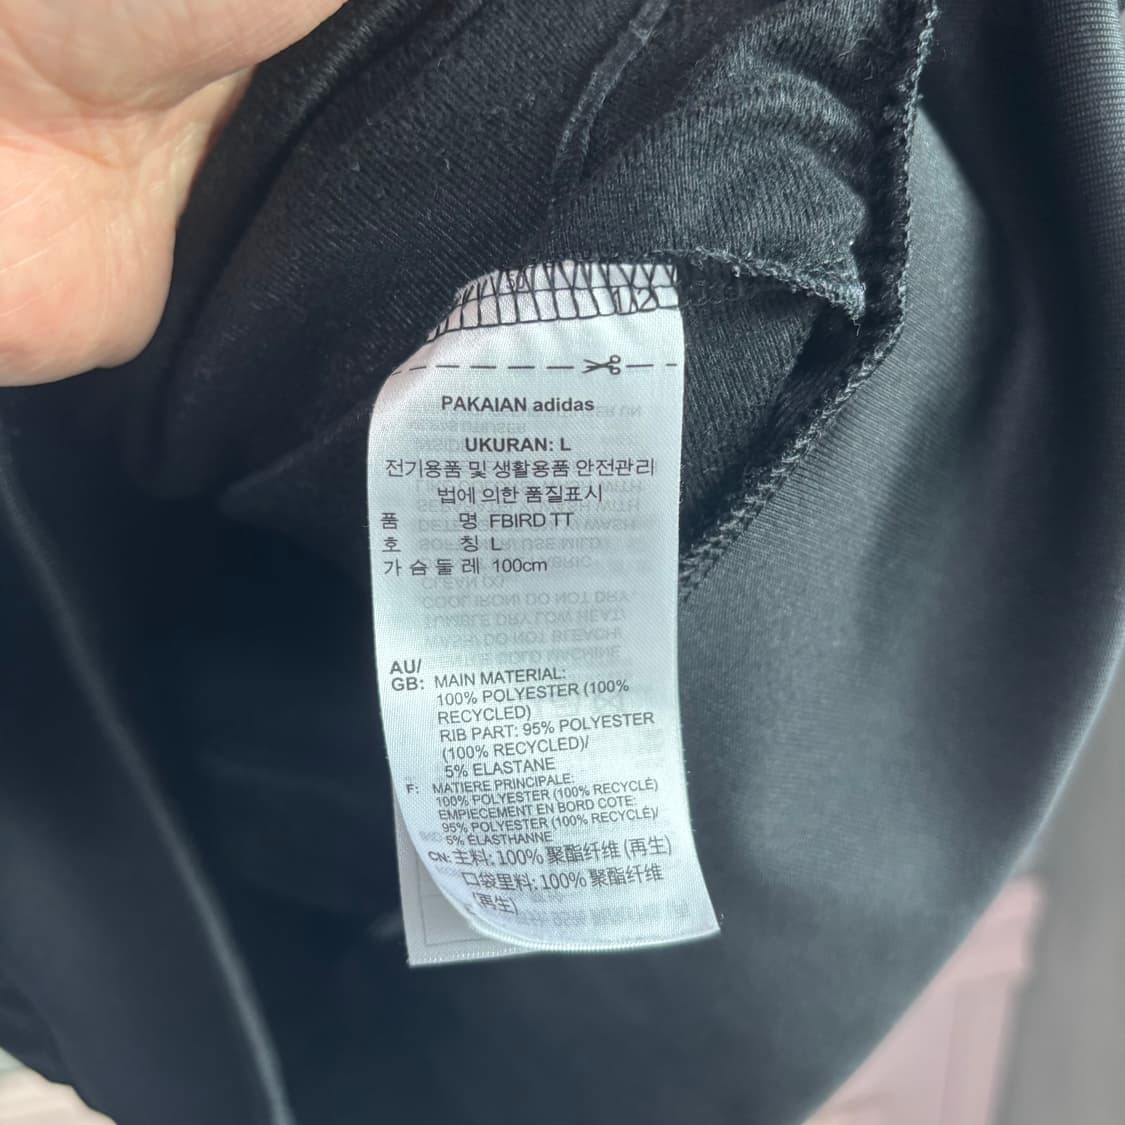 PAKAIAN adidas
UKURAN: L
전기용품 및 생활용품 안전관리
법에 의한 품질표시
품 명 FBIRD TT
호 칭 L
가 슴 둘 레 100cm
AU/
GB: MAIN MATERIAL:
100% POLYESTER (100%
RECYCLED)
RIB PART: 95% POLYESTER
(100% RECYCLED)/
5% ELASTANE
F: MATIERE PRINCIPALE:
100% POLYESTER (100% RECYCLÉ)
EMPIECEMENT EN BORD COTE:
95% POLYESTER (100% RECYCLÉ)/
5% ÉLASTHANNE
CN: 主料: 100% 聚酯纤维 (再生)
口袋里料: 100% 聚酯纤维
(再生)